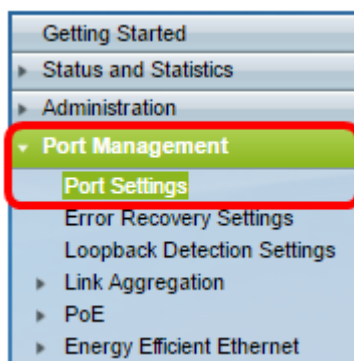 Getting Started
Status and Statistics
Administration
Port Management
Port Settings
Error Recovery Settings
Loopback Detection Settings
Link Aggregation
PoE
Energy Efficient Ethernet